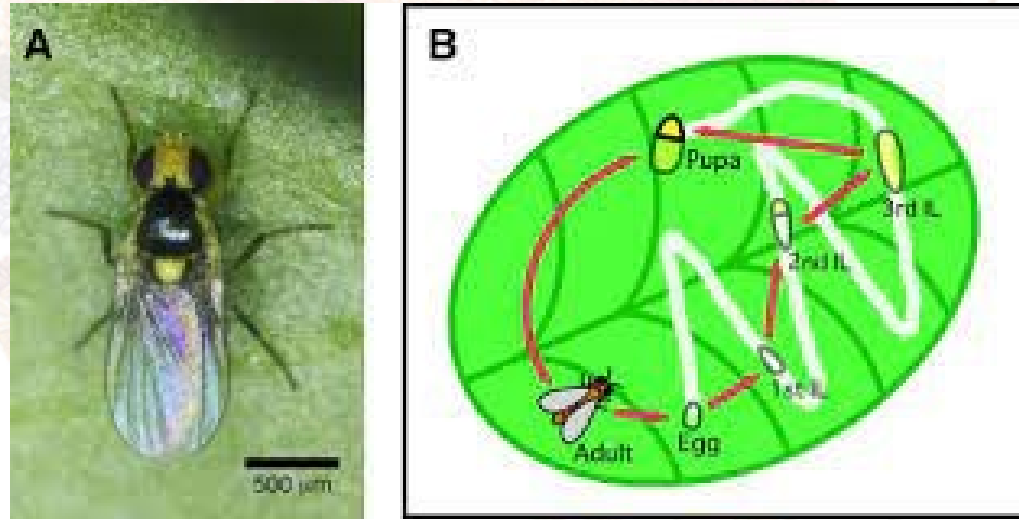 A
500 μm
B
Pupa
3rd IL
2nd IL
1st IL
Egg
Adult